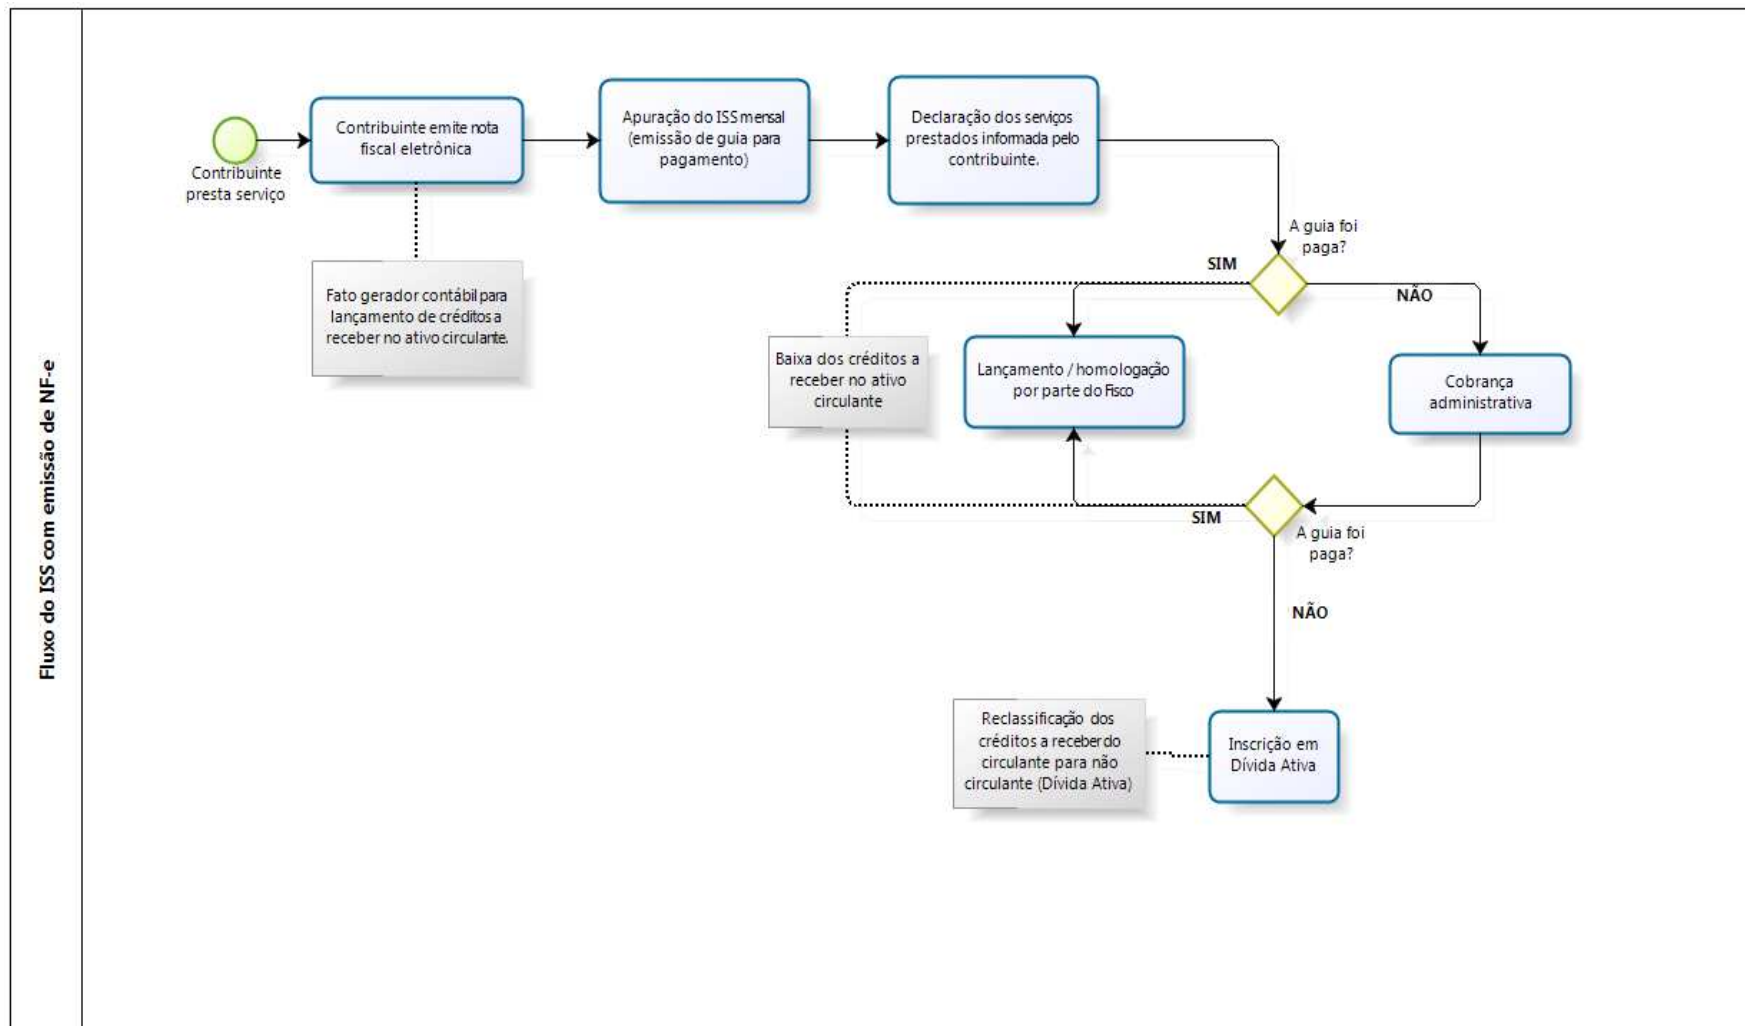 Fluxo do ISS com emissão de NF-e
Contribuinte
presta serviço
Contribuinte emite nota
fiscal eletrônica
Fato gerador contábil para
lançamento de créditos a
receber no ativo circulante.
Apuração do ISS mensal
(emissão de guia para
pagamento)
Declaração dos serviços
prestados informada pelo
contribuinte.
A guia foi
paga?
SIM
NÃO
Baixa dos créditos a
receber no ativo
circulante
Lançamento / homologação
por parte do Fisco
Cobrança
administrativa
SIM
A guia foi
paga?
NÃO
Reclassificação dos
créditos a receber do
circulante para não
circulante (Dívida Ativa)
Inscrição em
Dívida Ativa